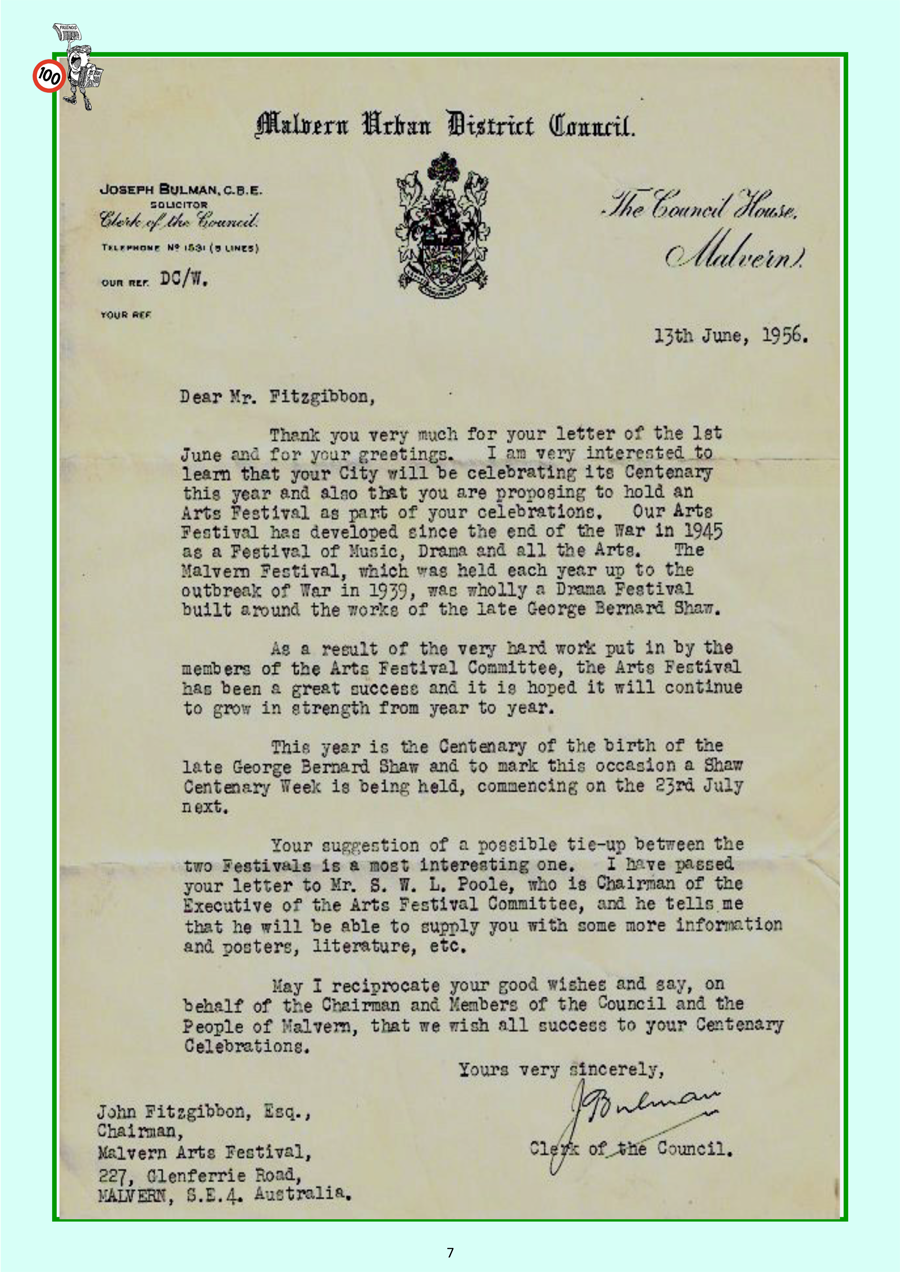 100
Malvern Urban District Council.
JOSEPH BULMAN, C.B.E.
SOLICITOR
Clerk of the Council.
TELEPHONE Nº 1531 (5 LINES)
OUR REF. DC/W.
YOUR REF.
The Council House,
Malvern.
13th June, 1956.
Dear Mr. Fitzgibbon,
Thank you very much for your letter of the 1st
June and for your greetings. I am very interested to
learn that your City will be celebrating its Centenary
this year and also that you are proposing to hold an
Arts Festival as part of your celebrations. Our Arts
Festival has developed since the end of the War in 1945
as a Festival of Music, Drama and all the Arts. The
Malvern Festival, which was held each year up to the
outbreak of War in 1939, was wholly a Drama Festival
built around the works of the late George Bernard Shaw.
As a result of the very hard work put in by the
members of the Arts Festival Committee, the Arts Festival
has been a great success and it is hoped it will continue
to grow in strength from year to year.
This year is the Centenary of the birth of the
late George Bernard Shaw and to mark this occasion a Shaw
Centenary Week is being held, commencing on the 23rd July
next.
Your suggestion of a possible tie-up between the
two Festivals is a most interesting one. I have passed
your letter to Mr. S. W. L. Poole, who is Chairman of the
Executive of the Arts Festival Committee, and he tells me
that he will be able to supply you with some more information
and posters, literature, etc.
May I reciprocate your good wishes and say, on
behalf of the Chairman and Members of the Council and the
People of Malvern, that we wish all success to your Centenary
Celebrations.
Yours very sincerely,
JBulman
Clerk of the Council.
John Fitzgibbon, Esq.,
Chairman,
Malvern Arts Festival,
227, Glenferrie Road,
MALVERN, S.E.4. Australia.
7